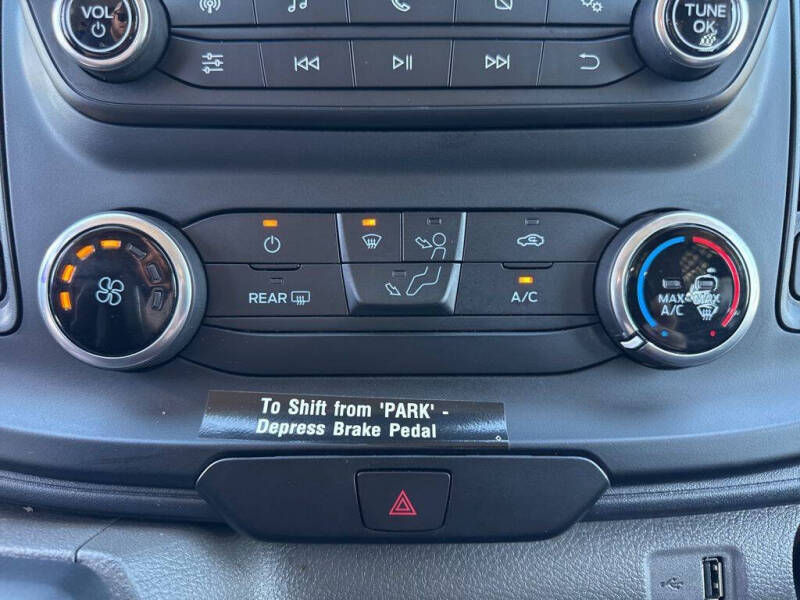 VOL
TUNE
OK
REAR
A/C
MAX
A/C
MAX
To Shift from 'PARK' -
Depress Brake Pedal